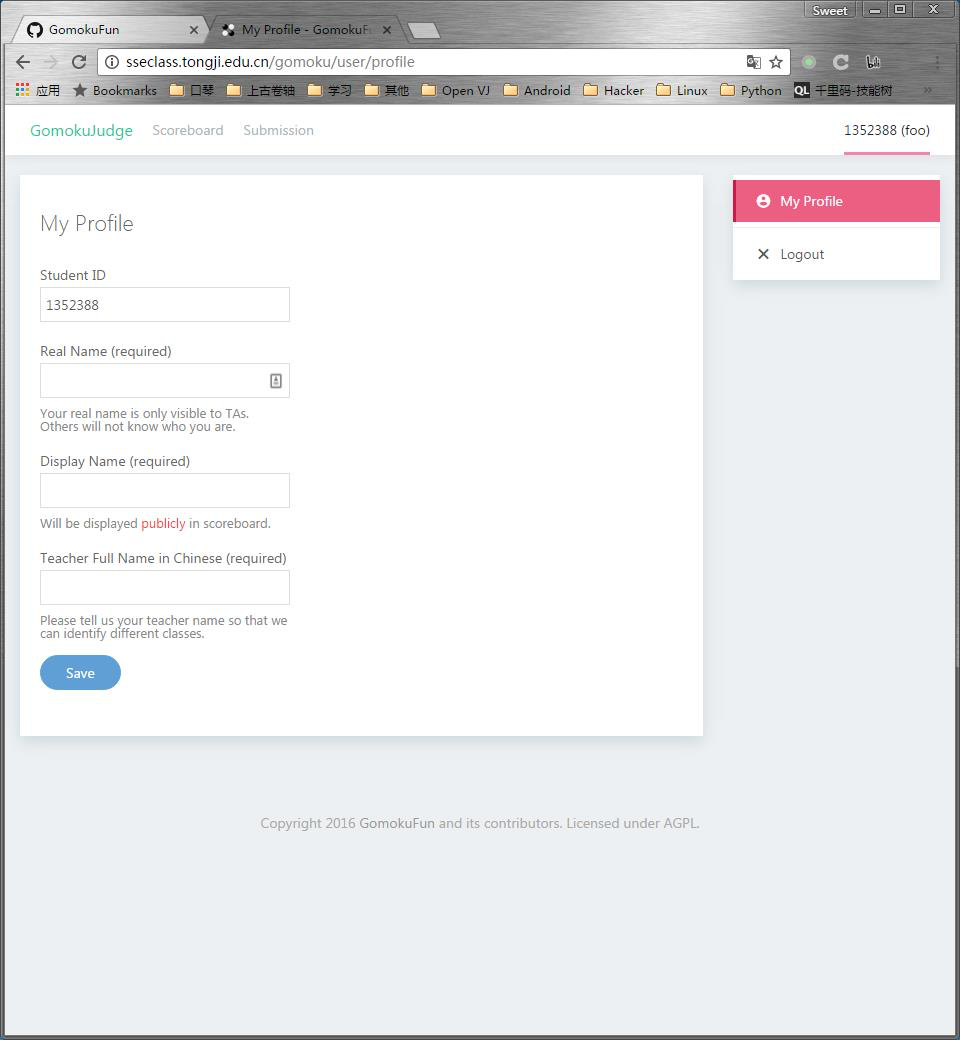 Sweet
GomokuFun
My Profile - GomokuF
sseclass.tongji.edu.cn/gomoku/user/profile
应用
Bookmarks
口琴
上古卷轴
学习
其他
Open VJ
Android
Hacker
Linux
Python
QL 千里码-技能树
»
GomokuJudge
Scoreboard
Submission
1352388 (foo)
My Profile
Student ID
1352388
Real Name (required)
Your real name is only visible to TAs.
Others will not know who you are.
Display Name (required)
Will be displayed publicly in scoreboard.
Teacher Full Name in Chinese (required)
Please tell us your teacher name so that we
can identify different classes.
Save
My Profile
Logout
Copyright 2016 GomokuFun and its contributors. Licensed under AGPL.